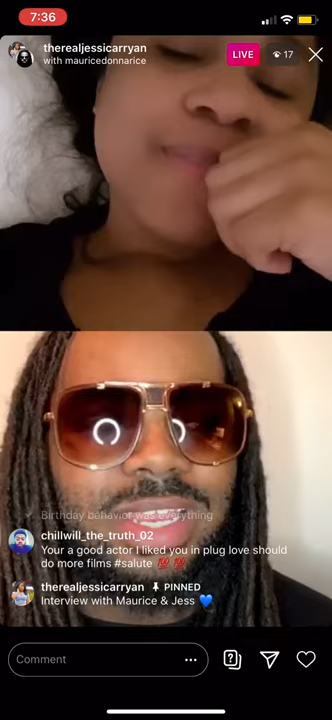 7:36
therealjessicarryan
with mauricedonnarice
LIVE
17
Birthday behavior was everything
chillwill_the_truth_02
Your a good actor I liked you in plug love should
do more films #salute 💯 💯
therealjessicarryan PINNED
Interview with Maurice & Jess 💙
Comment